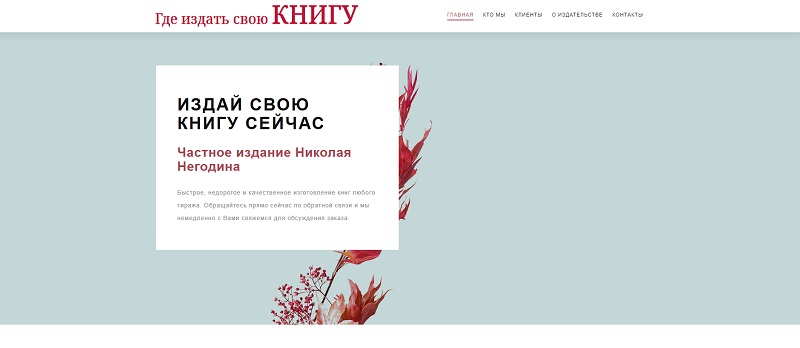 Где издать свою КНИГУ
ГЛАВНАЯ КТО МЫ КЛИЕНТЫ О ИЗДАТЕЛЬСТВЕ КОНТАКТЫ
ИЗДАЙ СВОЮ
КНИГУ СЕЙЧАС
Частное издание Николая
Негодина
Быстрое, недорогое и качественное изготовление книг любого
тиража. Обращайтесь прямо сейчас по обратной связи и мы
немедленно с Вами свяжемся для обсуждения заказа.